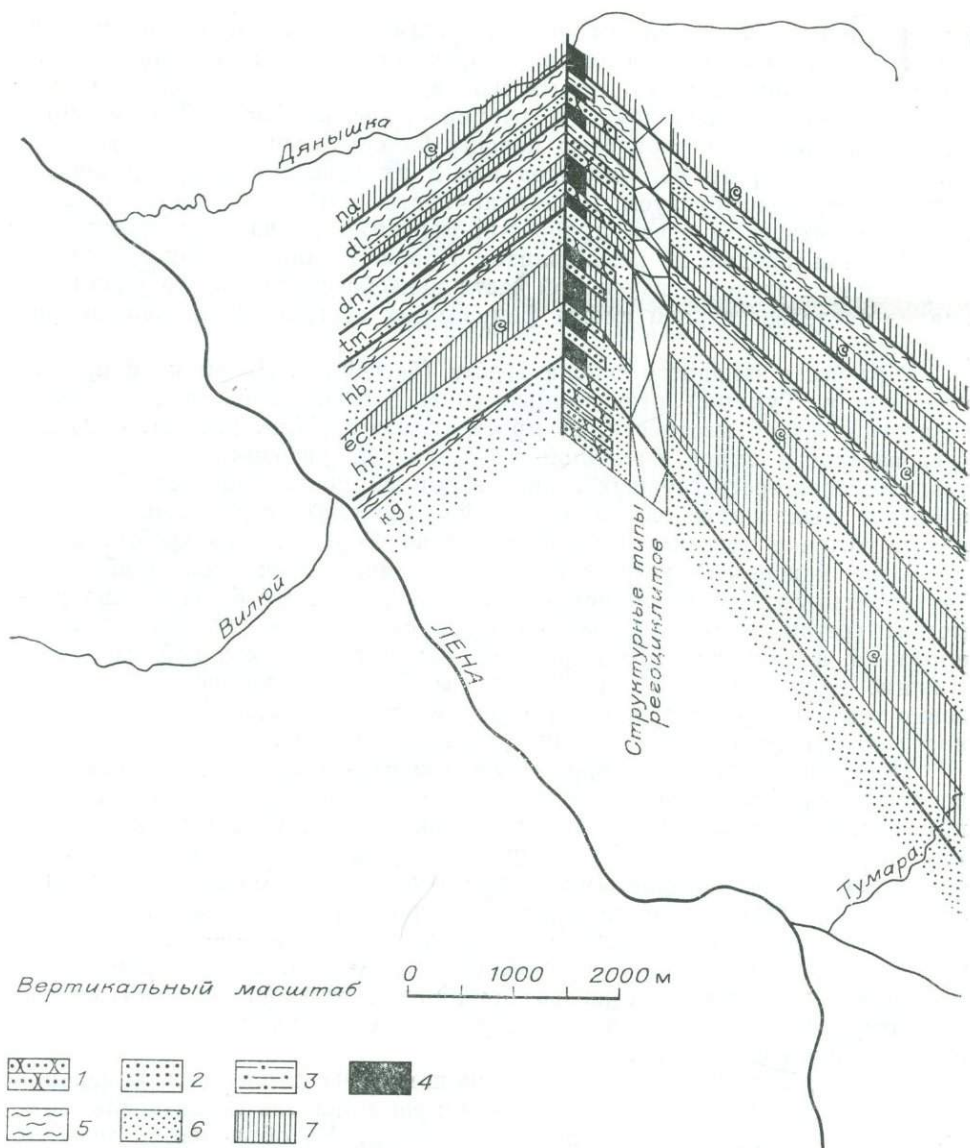 Дянышка
nd
dl
dn
tm
hb
ec
hr
kg
Вилюй
ЛЕНА
Структурные типы
регоциклитов
Тумара
Вертикальный масштаб 0 1000 2000 м
1 2 3 4
5 6 7